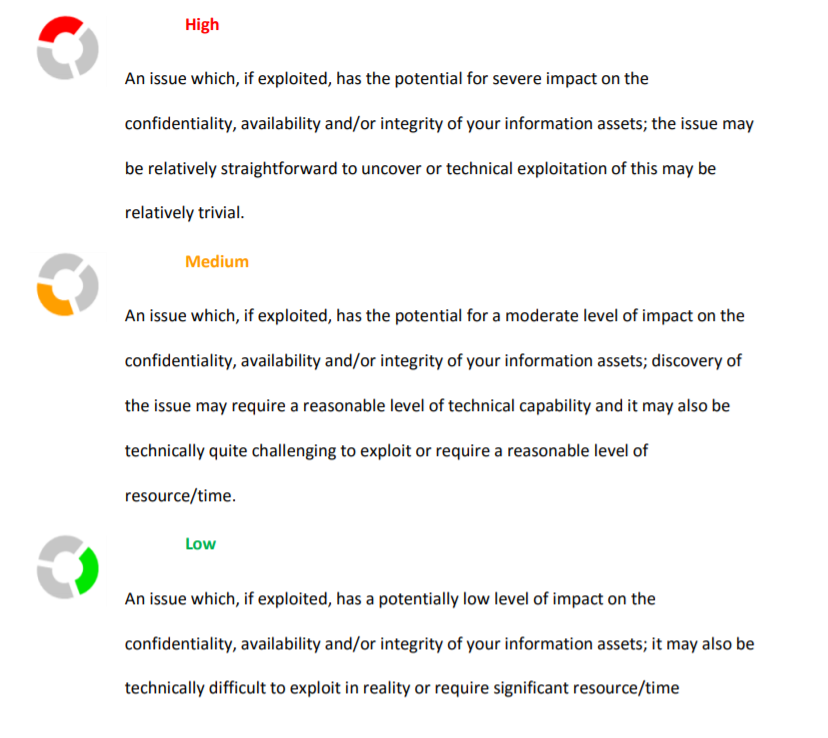 High
An issue which, if exploited, has the potential for severe impact on the
confidentiality, availability and/or integrity of your information assets; the issue may
be relatively straightforward to uncover or technical exploitation of this may be
relatively trivial.
Medium
An issue which, if exploited, has the potential for a moderate level of impact on the
confidentiality, availability and/or integrity of your information assets; discovery of
the issue may require a reasonable level of technical capability and it may also be
technically quite challenging to exploit or require a reasonable level of
resource/time.
Low
An issue which, if exploited, has a potentially low level of impact on the
confidentiality, availability and/or integrity of your information assets; it may also be
technically difficult to exploit in reality or require significant resource/time